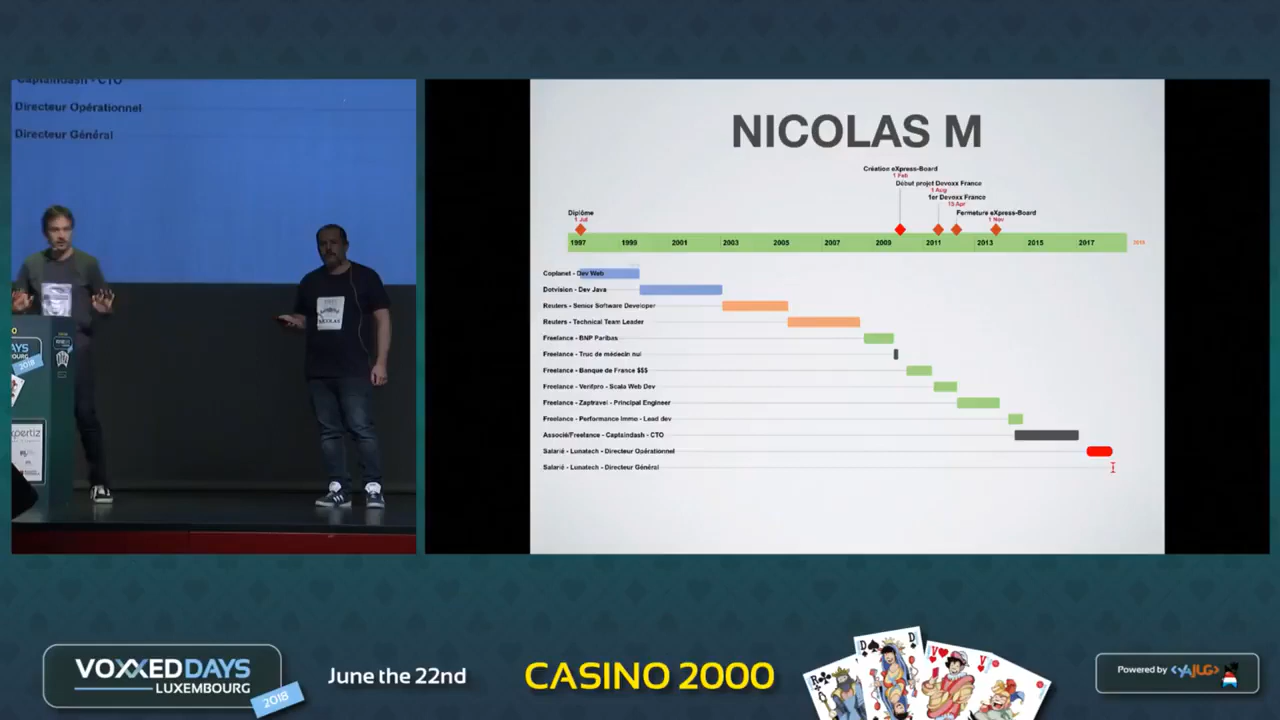 Captaindash - CTO
Directeur Opérationnel
Directeur Général
2018
NICOLAS M
Création eXpress-Board
1 Feb
Début projet Devoxx France
1 Aug
1er Devoxx France
Diplôme
1 Jul
Fermeture eXpress-Board
1 Nov
1997 1999 2001 2003 2005 2007 2009 2011 2013 2015 2017 2018
Coplanet - Dev Web
Dotvision - Dev Java
Reuters - Senior Software Developer
Reuters - Technical Team Leader
Freelance - BNP Paribas
Freelance - Truc de médecin nul
Freelance - Banque de France $$$
Freelance - Verifpro - Scala Web Dev
Freelance - Zaptravel - Principal Engineer
Freelance - Performance Immo - Lead dev
Associé/Freelance - Captaindash - CTO
Salarié - Lunatech - Directeur Opérationnel
Salarié - Lunatech - Directeur Général
VOXXED DAYS
LUXEMBOURG
2018
June the 22nd
CASINO 2000
D D
R V V
Powered by <YAJUG>